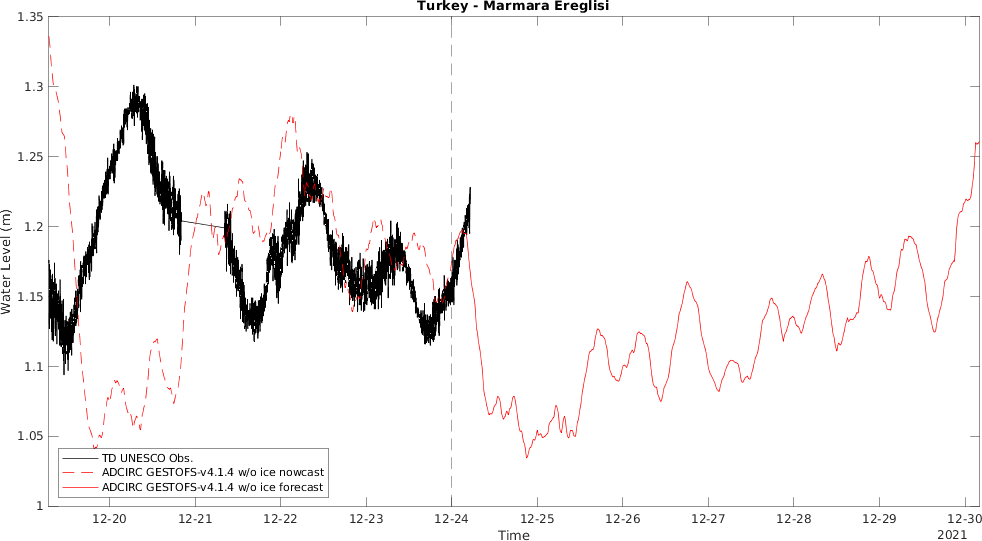 Turkey - Marmara Ereglisi
1.35
1.3
1.25
1.2
1.15
1.1
1.05
1
Water Level (m)
TD UNESCO Obs.
ADCIRC GESTOFS-v4.1.4 w/o ice nowcast
ADCIRC GESTOFS-v4.1.4 w/o ice forecast
12-20 12-21 12-22 12-23 12-24 12-25 12-26 12-27 12-28 12-29 12-30
Time
2021